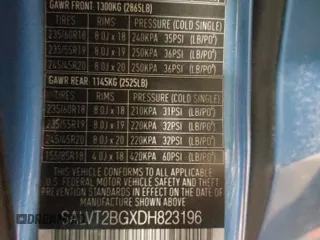 GAWR FRONT: 1300KG (2865LB)
TIRES RIMS PRESSURE (COLD SINGLE)
235/60R18 8.0J x 18 240KPA 35PSI (LB/PO²)
235/55R19 8.0J x 19 250KPA 36PSI (LB/PO²)
245/45R20 8.0J x 20 250KPA 36PSI (LB/PO²)
GAWR REAR: 1145KG (2525LB)
TIRES RIMS PRESSURE (COLD SINGLE)
235/60R18 8.0J x 18 210KPA 31PSI (LB/PO²)
235/55R19 8.0J x 19 220KPA 32PSI (LB/PO²)
245/45R20 8.0J x 20 220KPA 32PSI (LB/PO²)
155/85R18 4.0J x 18 420KPA 60PSI (LB/PO²)
THIS VEHICLE CONFORMS TO ALL APPLICABLE
U.S. FEDERAL MOTOR VEHICLE SAFETY AND
THEFT PREVENTION STANDARDS IN EFFECT ON THE
DATE OF MANUFACTURE SHOWN ABOVE.
SALVT2BGXDH823196